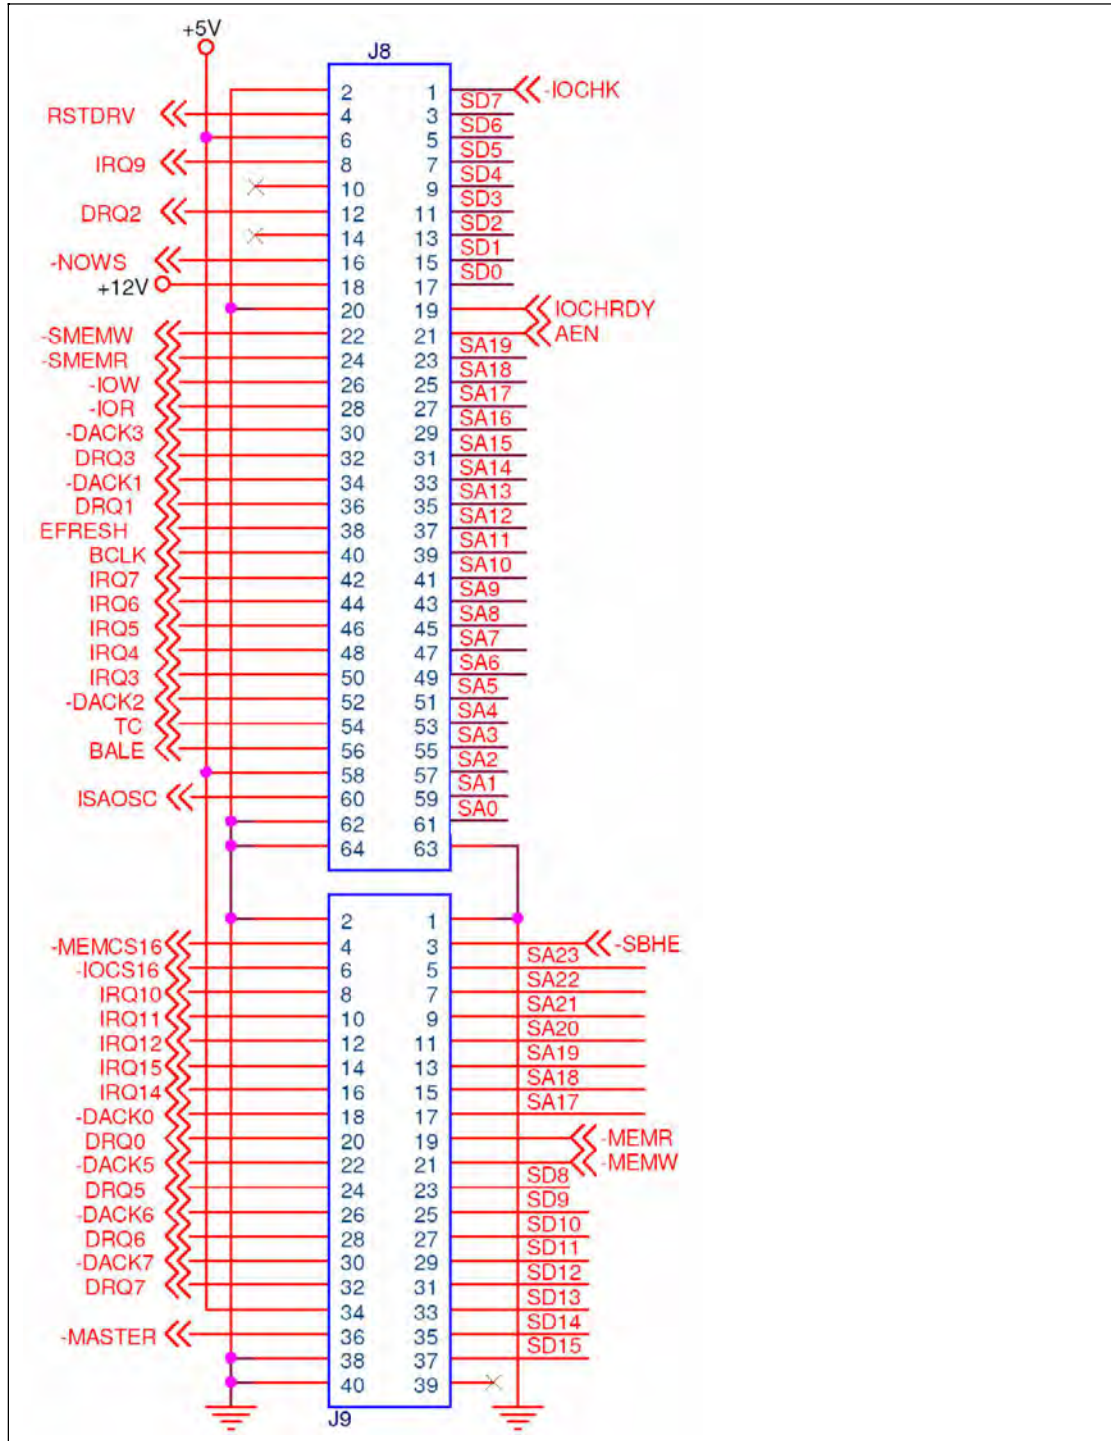 +5V
J8
2 1 -IOCHK
SD7
RSTDRV 4 3
SD6
6 5
SD5
IRQ9 8 7
SD4
10 9
SD3
DRQ2 12 11
SD2
14 13
SD1
-NOWS 16 15
SD0
+12V 18 17
20 19 IOCHRDY
-SMEMW 22 21 AEN
SA19
-SMEMR 24 23
SA18
-IOW 26 25
SA17
-IOR 28 27
SA16
-DACK3 30 29
SA15
DRQ3 32 31
SA14
-DACK1 34 33
SA13
DRQ1 36 35
SA12
EFRESH 38 37
SA11
BCLK 40 39
SA10
IRQ7 42 41
SA9
IRQ6 44 43
SA8
IRQ5 46 45
SA7
IRQ4 48 47
SA6
IRQ3 50 49
SA5
-DACK2 52 51
SA4
TC 54 53
SA3
BALE 56 55
SA2
58 57
SA1
ISAOSC 60 59
SA0
62 61
64 63
2 1
-MEMCS16 4 3 -SBHE
SA23
-IOCS16 6 5
SA22
IRQ10 8 7
SA21
IRQ11 10 9
SA20
IRQ12 12 11
SA19
IRQ15 14 13
SA18
IRQ14 16 15
SA17
-DACK0 18 17
DRQ0 20 19 -MEMR
-DACK5 22 21 -MEMW
SD8
DRQ5 24 23
SD9
-DACK6 26 25
SD10
DRQ6 28 27
SD11
-DACK7 30 29
SD12
DRQ7 32 31
SD13
34 33
SD14
-MASTER 36 35
SD15
38 37
40 39
J9